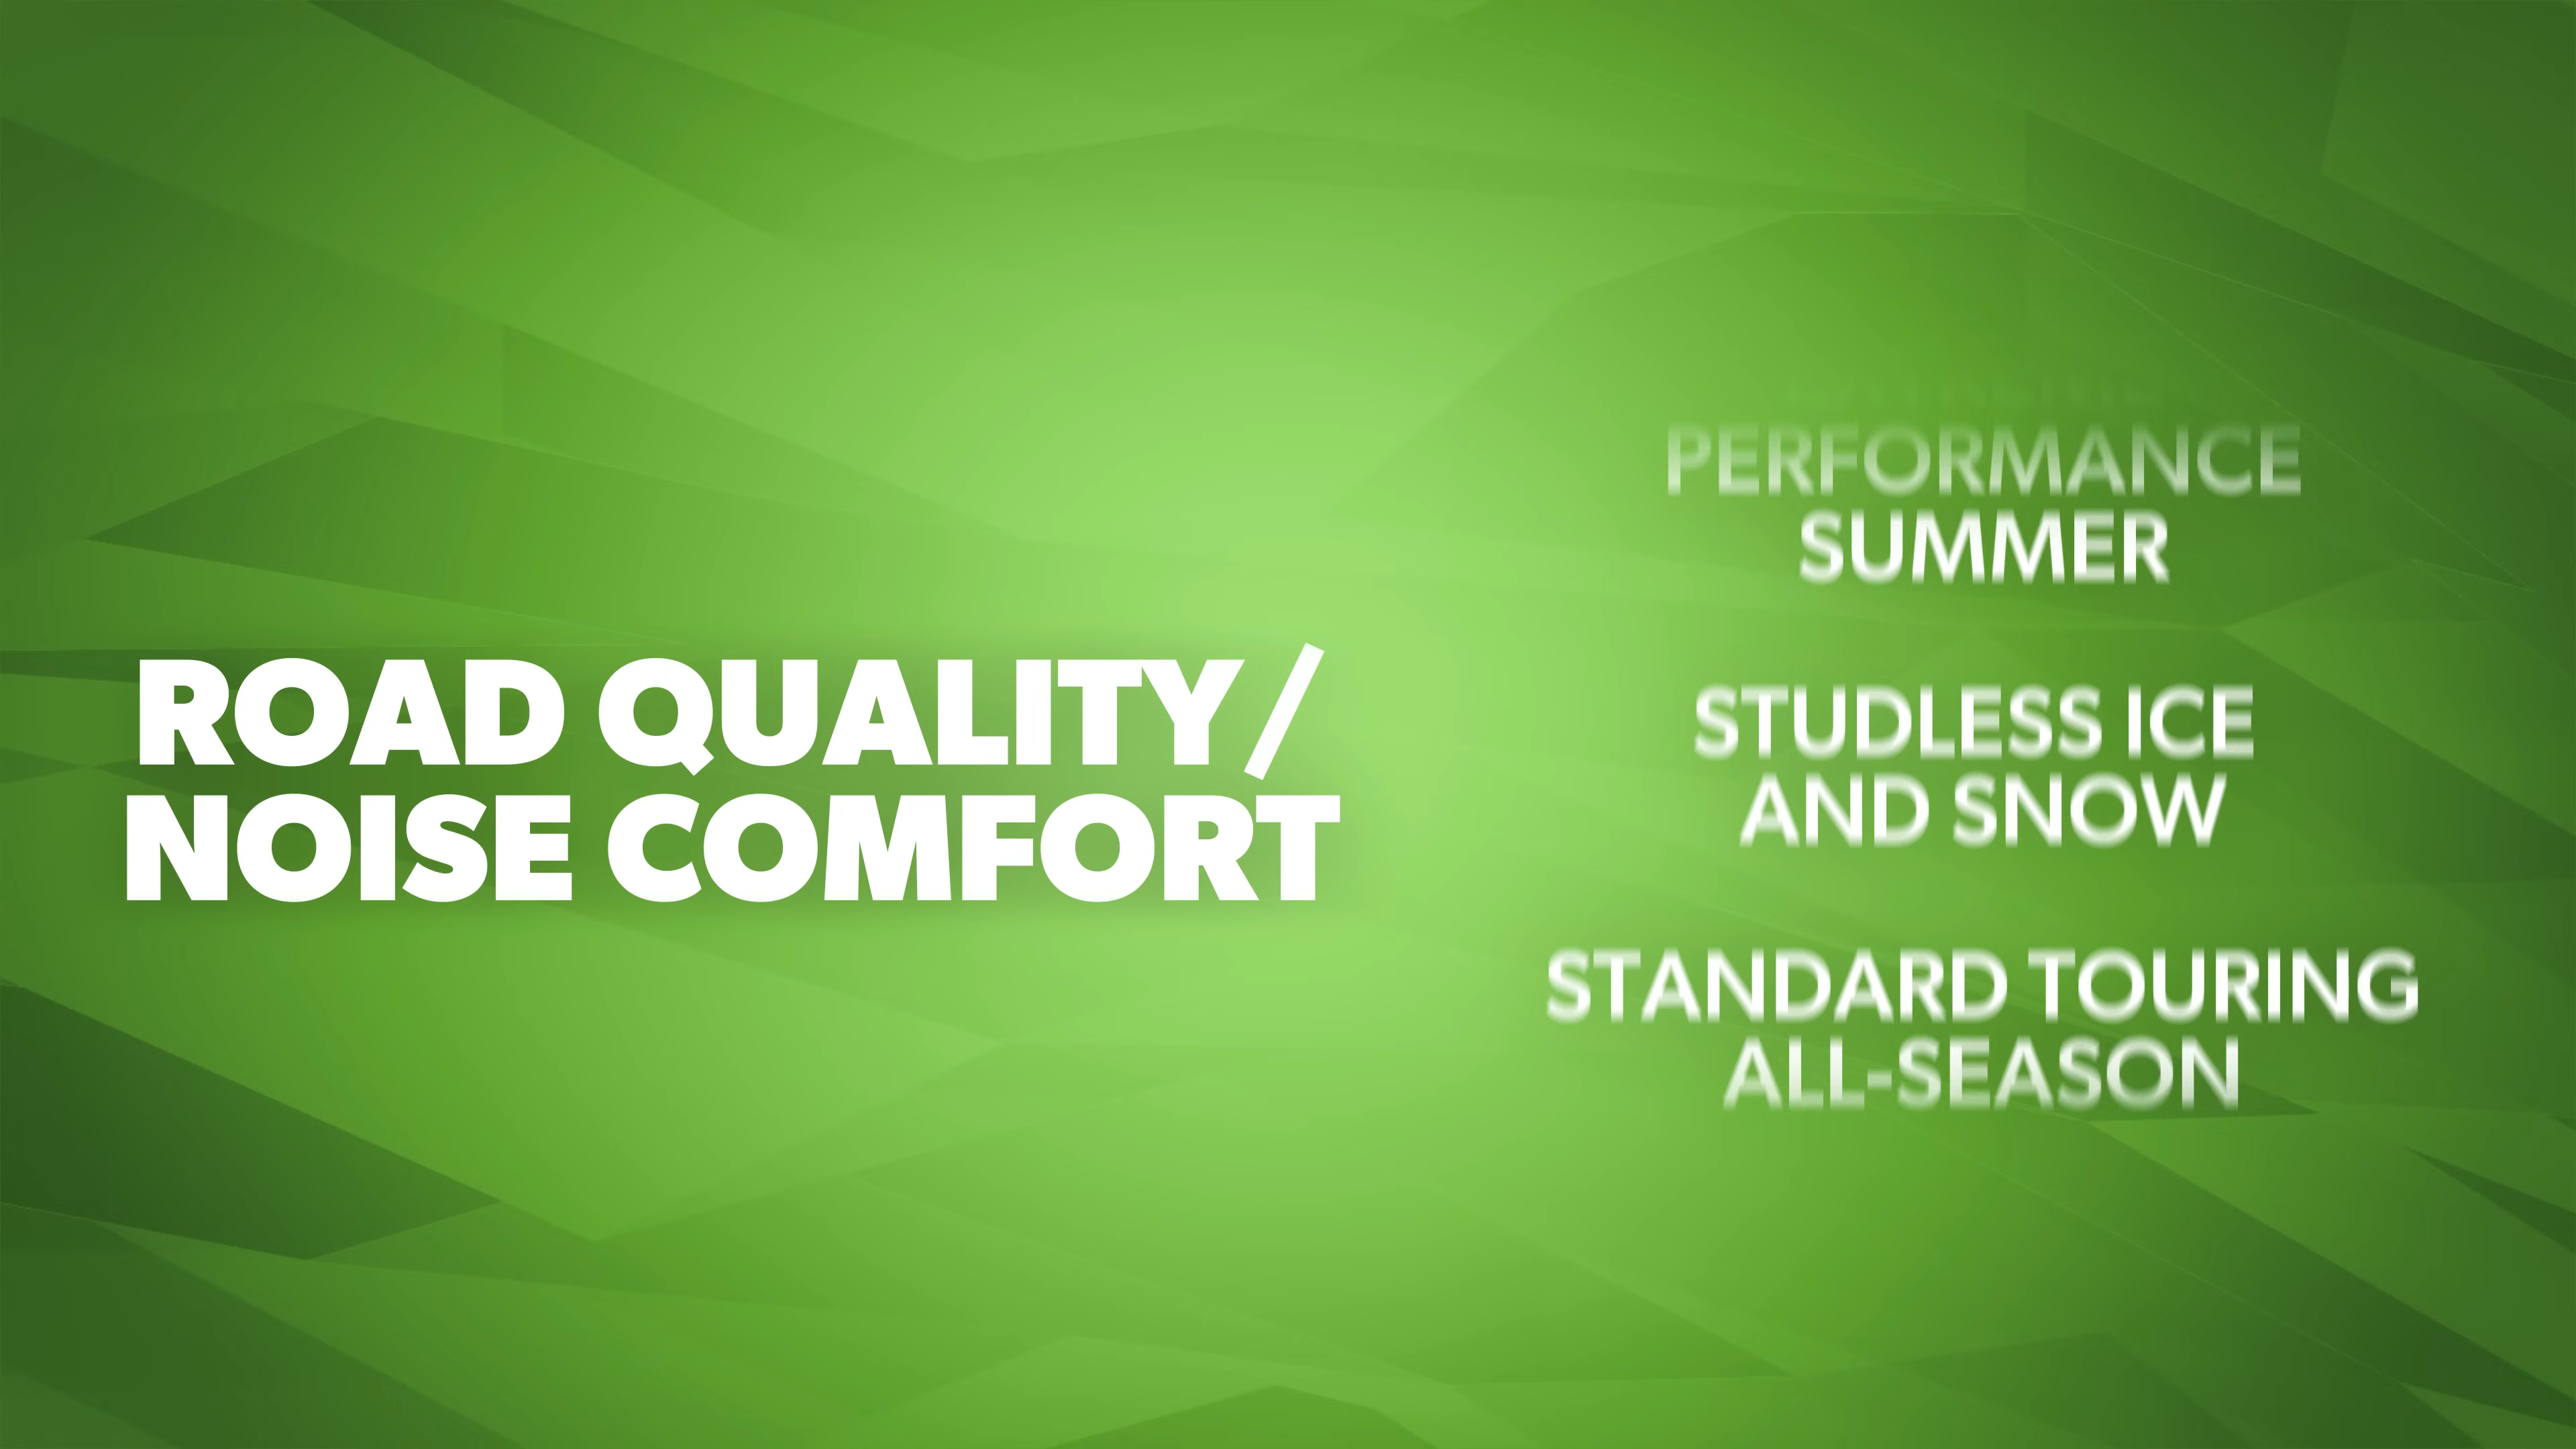 ROAD QUALITY/
NOISE COMFORT
PERFORMANCE
SUMMER
STUDLESS ICE
AND SNOW
STANDARD TOURING
ALL-SEASON